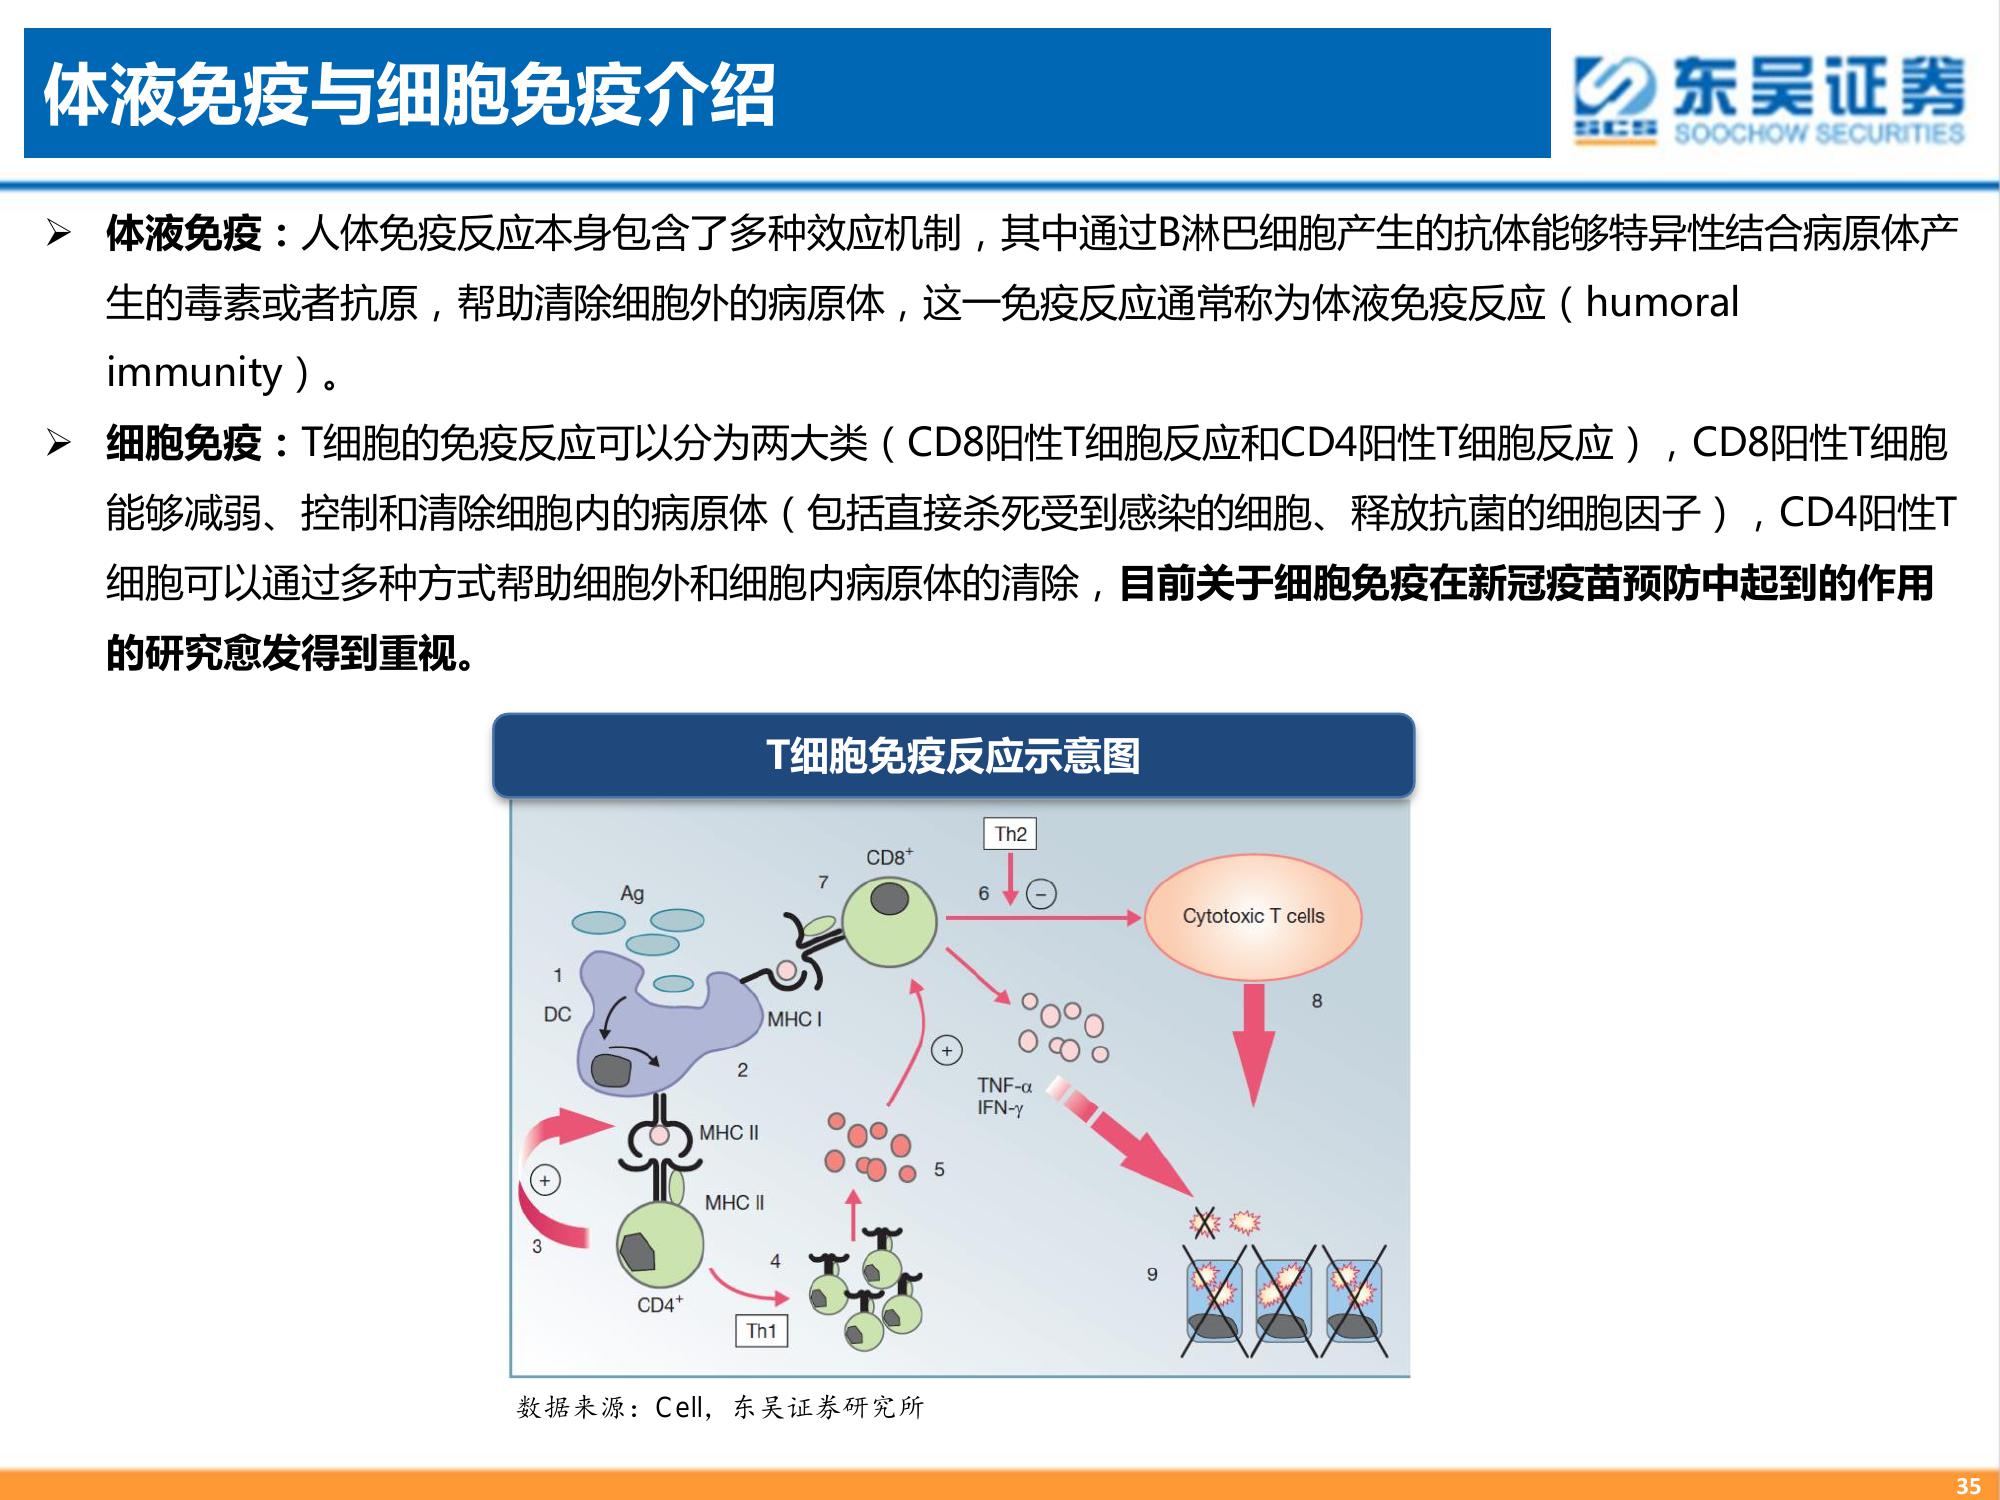 体液免疫与细胞免疫介绍
东吴证券
SCS
SOOCHOW SECURITIES
➢ 体液免疫：人体免疫反应本身包含了多种效应机制，其中通过B淋巴细胞产生的抗体能够特异性结合病原体产
生的毒素或者抗原，帮助清除细胞外的病原体，这一免疫反应通常称为体液免疫反应（humoral
immunity）。
➢ 细胞免疫：T细胞的免疫反应可以分为两大类（CD8阳性T细胞反应和CD4阳性T细胞反应），CD8阳性T细胞
能够减弱、控制和清除细胞内的病原体（包括直接杀死受到感染的细胞、释放抗菌的细胞因子），CD4阳性T
细胞可以通过多种方式帮助细胞外和细胞内病原体的清除，目前关于细胞免疫在新冠疫苗预防中起到的作用
的研究愈发得到重视。
T细胞免疫反应示意图
Th2
CD8⁺
7
6
−
Ag
Cytotoxic T cells
1
DC
MHC I
8
2
+
TNF-α
IFN-γ
MHC II
5
+
MHC II
3
4
9
CD4⁺
Th1
数据来源：Cell，东吴证券研究所
35